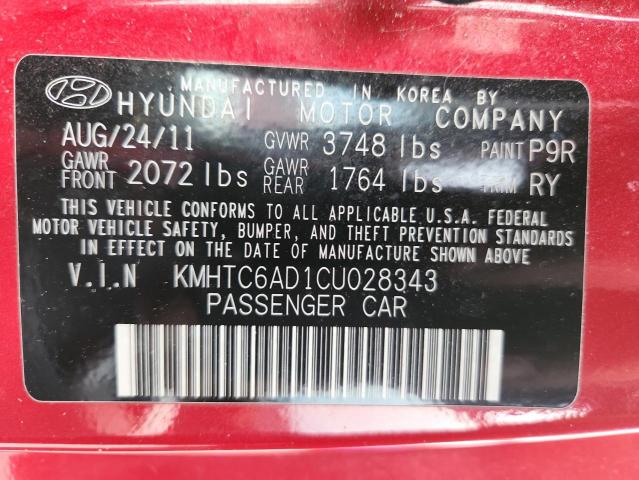 MANUFACTURED IN KOREA BY
HYUNDAI MOTOR COMPANY
AUG/24/11 GVWR 3748 lbs PAINT P9R
GAWR FRONT 2072 lbs GAWR REAR 1764 lbs TRIM RY
THIS VEHICLE CONFORMS TO ALL APPLICABLE U.S.A. FEDERAL
MOTOR VEHICLE SAFETY, BUMPER, AND THEFT PREVENTION STANDARDS
IN EFFECT ON THE DATE OF MANUFACTURE SHOWN ABOVE
V.I.N KMHTC6AD1CU028343
PASSENGER CAR